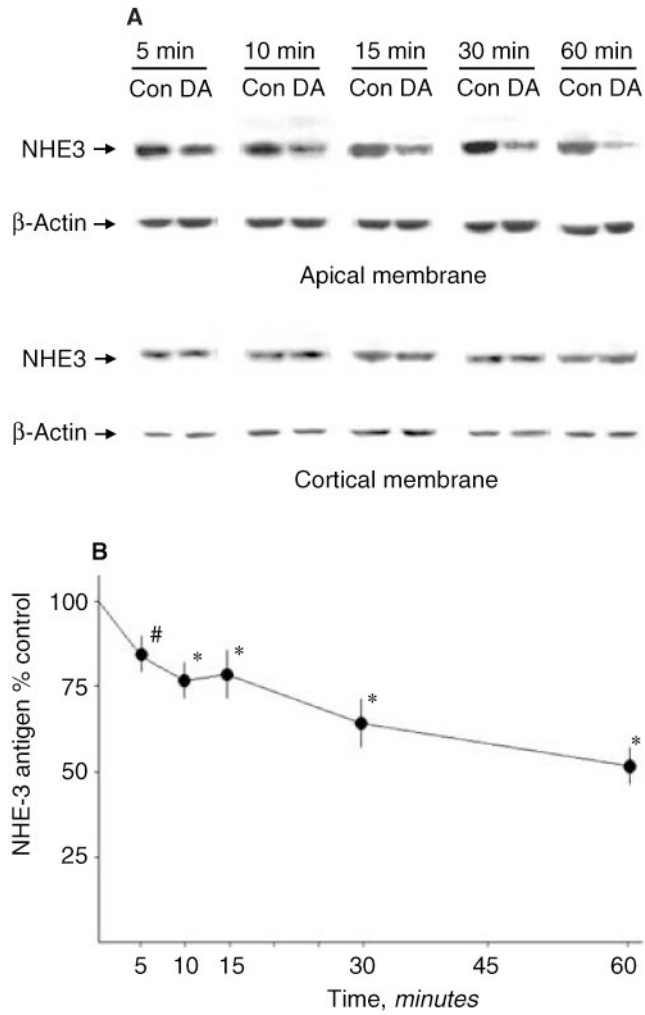 A
5 min 10 min 15 min 30 min 60 min
Con DA Con DA Con DA Con DA Con DA
NHE3
β-Actin
Apical membrane
NHE3
β-Actin
Cortical membrane
B
NHE-3 antigen % control
100
75
50
25
# * * * *
5 10 15 30 45 60
Time, minutes